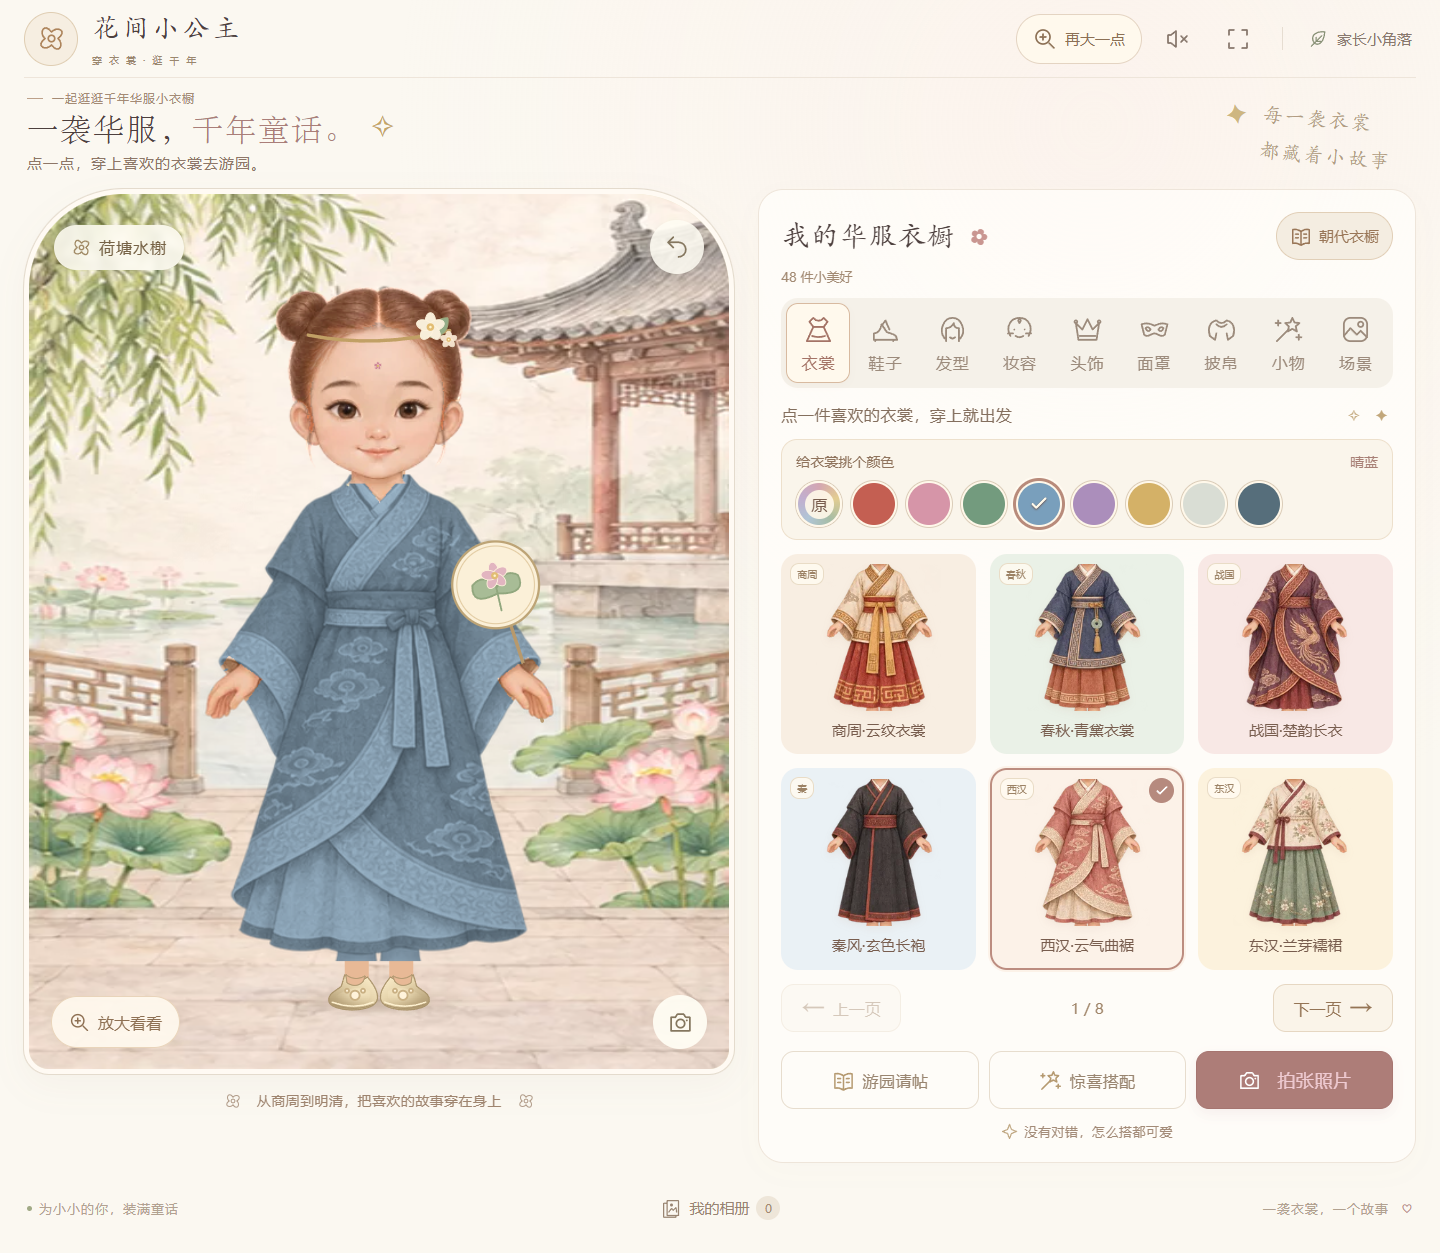 花间小公主
穿衣裳·逛千年
再大一点
家长小角落
一起逛逛千年华服小衣橱
一袭华服，千年童话。
点一点，穿上喜欢的衣裳去游园。
每一袭衣裳
都藏着小故事
荷塘水榭
放大看看
从商周到明清，把喜欢的故事穿在身上
我的华服衣橱
朝代衣橱
48 件小美好
衣裳 鞋子 发型 妆容 头饰 面罩 披帛 小物 场景
点一件喜欢的衣裳，穿上就出发
给衣裳挑个颜色 晴蓝
原
商周 春秋 战国
商周·云纹衣裳 春秋·青黛衣裳 战国·楚韵长衣
秦 西汉 东汉
秦风·玄色长袍 西汉·云气曲裾 东汉·兰芽襦裙
上一页 1 / 8 下一页
游园请帖 惊喜搭配 拍张照片
没有对错，怎么搭都可爱
为小小的你，装满童话
我的相册 0
一袭衣裳，一个故事